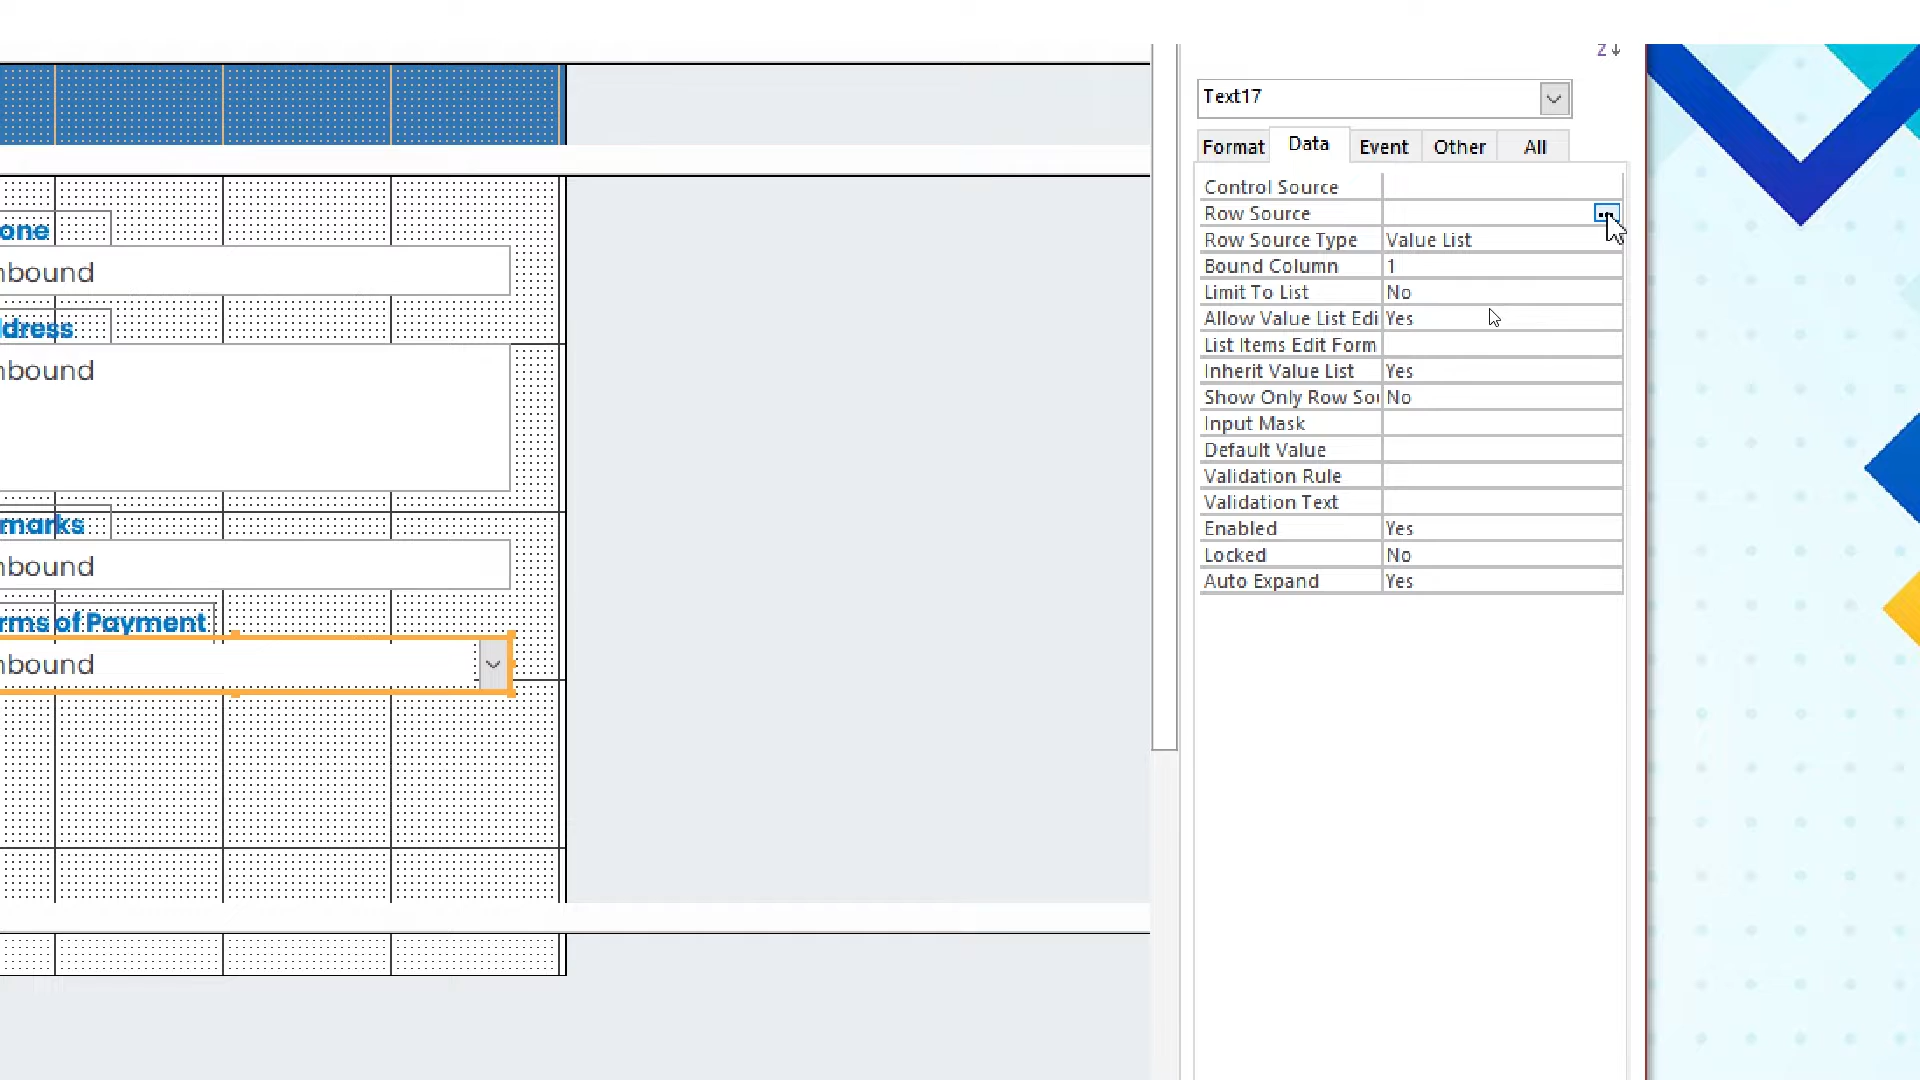 Z↓
Text17
Format Data Event Other All
Control Source
Row Source
Row Source Type Value List
Bound Column 1
Limit To List No
Allow Value List Edi Yes
List Items Edit Form
Inherit Value List Yes
Show Only Row Sou No
Input Mask
Default Value
Validation Rule
Validation Text
Enabled Yes
Locked No
Auto Expand Yes
one
nbound
ddress
nbound
marks
nbound
rms of Payment
nbound